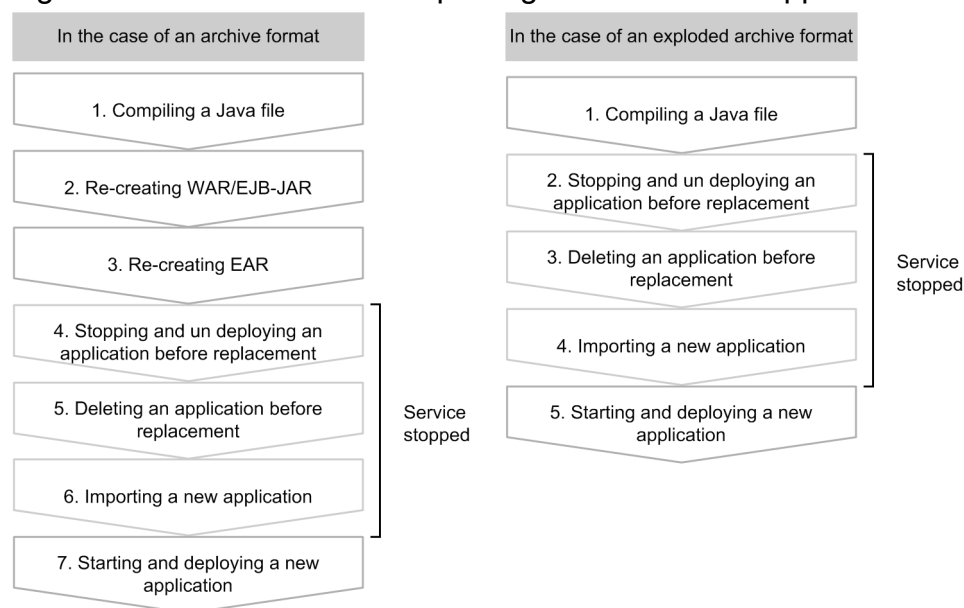 In the case of an archive format
1. Compiling a Java file
2. Re-creating WAR/EJB-JAR
3. Re-creating EAR
4. Stopping and un deploying an
application before replacement
5. Deleting an application before
replacement
6. Importing a new application
7. Starting and deploying a new
application
Service
stopped
In the case of an exploded archive format
1. Compiling a Java file
2. Stopping and un deploying an
application before replacement
3. Deleting an application before
replacement
4. Importing a new application
5. Starting and deploying a new
application
Service
stopped